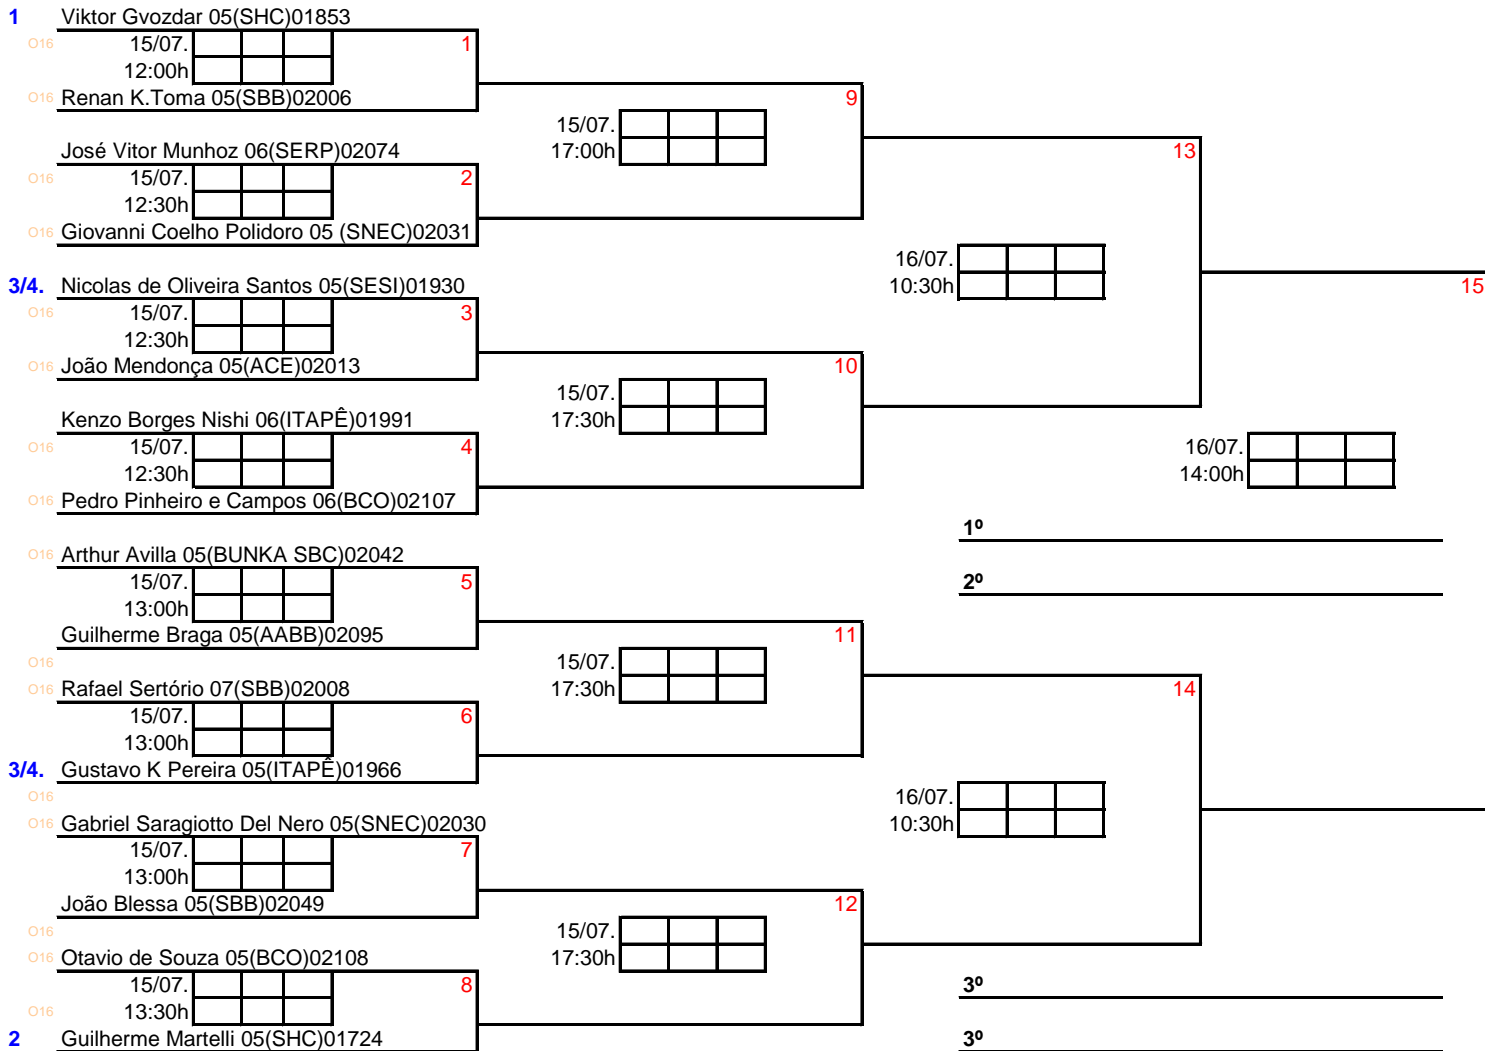 1 Viktor Gvozdar 05(SHC)01853
O16 15/07. 1
12:00h
O16 Renan K.Toma 05(SBB)02006 9
15/07.
José Vitor Munhoz 06(SERP)02074 17:00h 13
O16 15/07. 2
12:30h
O16 Giovanni Coelho Polidoro 05 (SNEC)02031
16/07.
3/4. Nicolas de Oliveira Santos 05(SESI)01930 10:30h 15
O16 15/07. 3
12:30h
O16 João Mendonça 05(ACE)02013 10
15/07.
Kenzo Borges Nishi 06(ITAPÊ)01991 17:30h
O16 15/07. 4 16/07.
12:30h 14:00h
O16 Pedro Pinheiro e Campos 06(BCO)02107
1º
O16 Arthur Avilla 05(BUNKA SBC)02042
15/07. 5 2º
13:00h
Guilherme Braga 05(AABB)02095 11
O16 15/07.
O16 Rafael Sertório 07(SBB)02008 17:30h 14
15/07. 6
13:00h
3/4. Gustavo K Pereira 05(ITAPÊ)01966
O16 16/07.
O16 Gabriel Saragiotto Del Nero 05(SNEC)02030 10:30h
15/07. 7
13:00h
João Blessa 05(SBB)02049 12
O16 15/07.
O16 Otavio de Souza 05(BCO)02108 17:30h
15/07. 8 3º
O16 13:30h
2 Guilherme Martelli 05(SHC)01724 3º